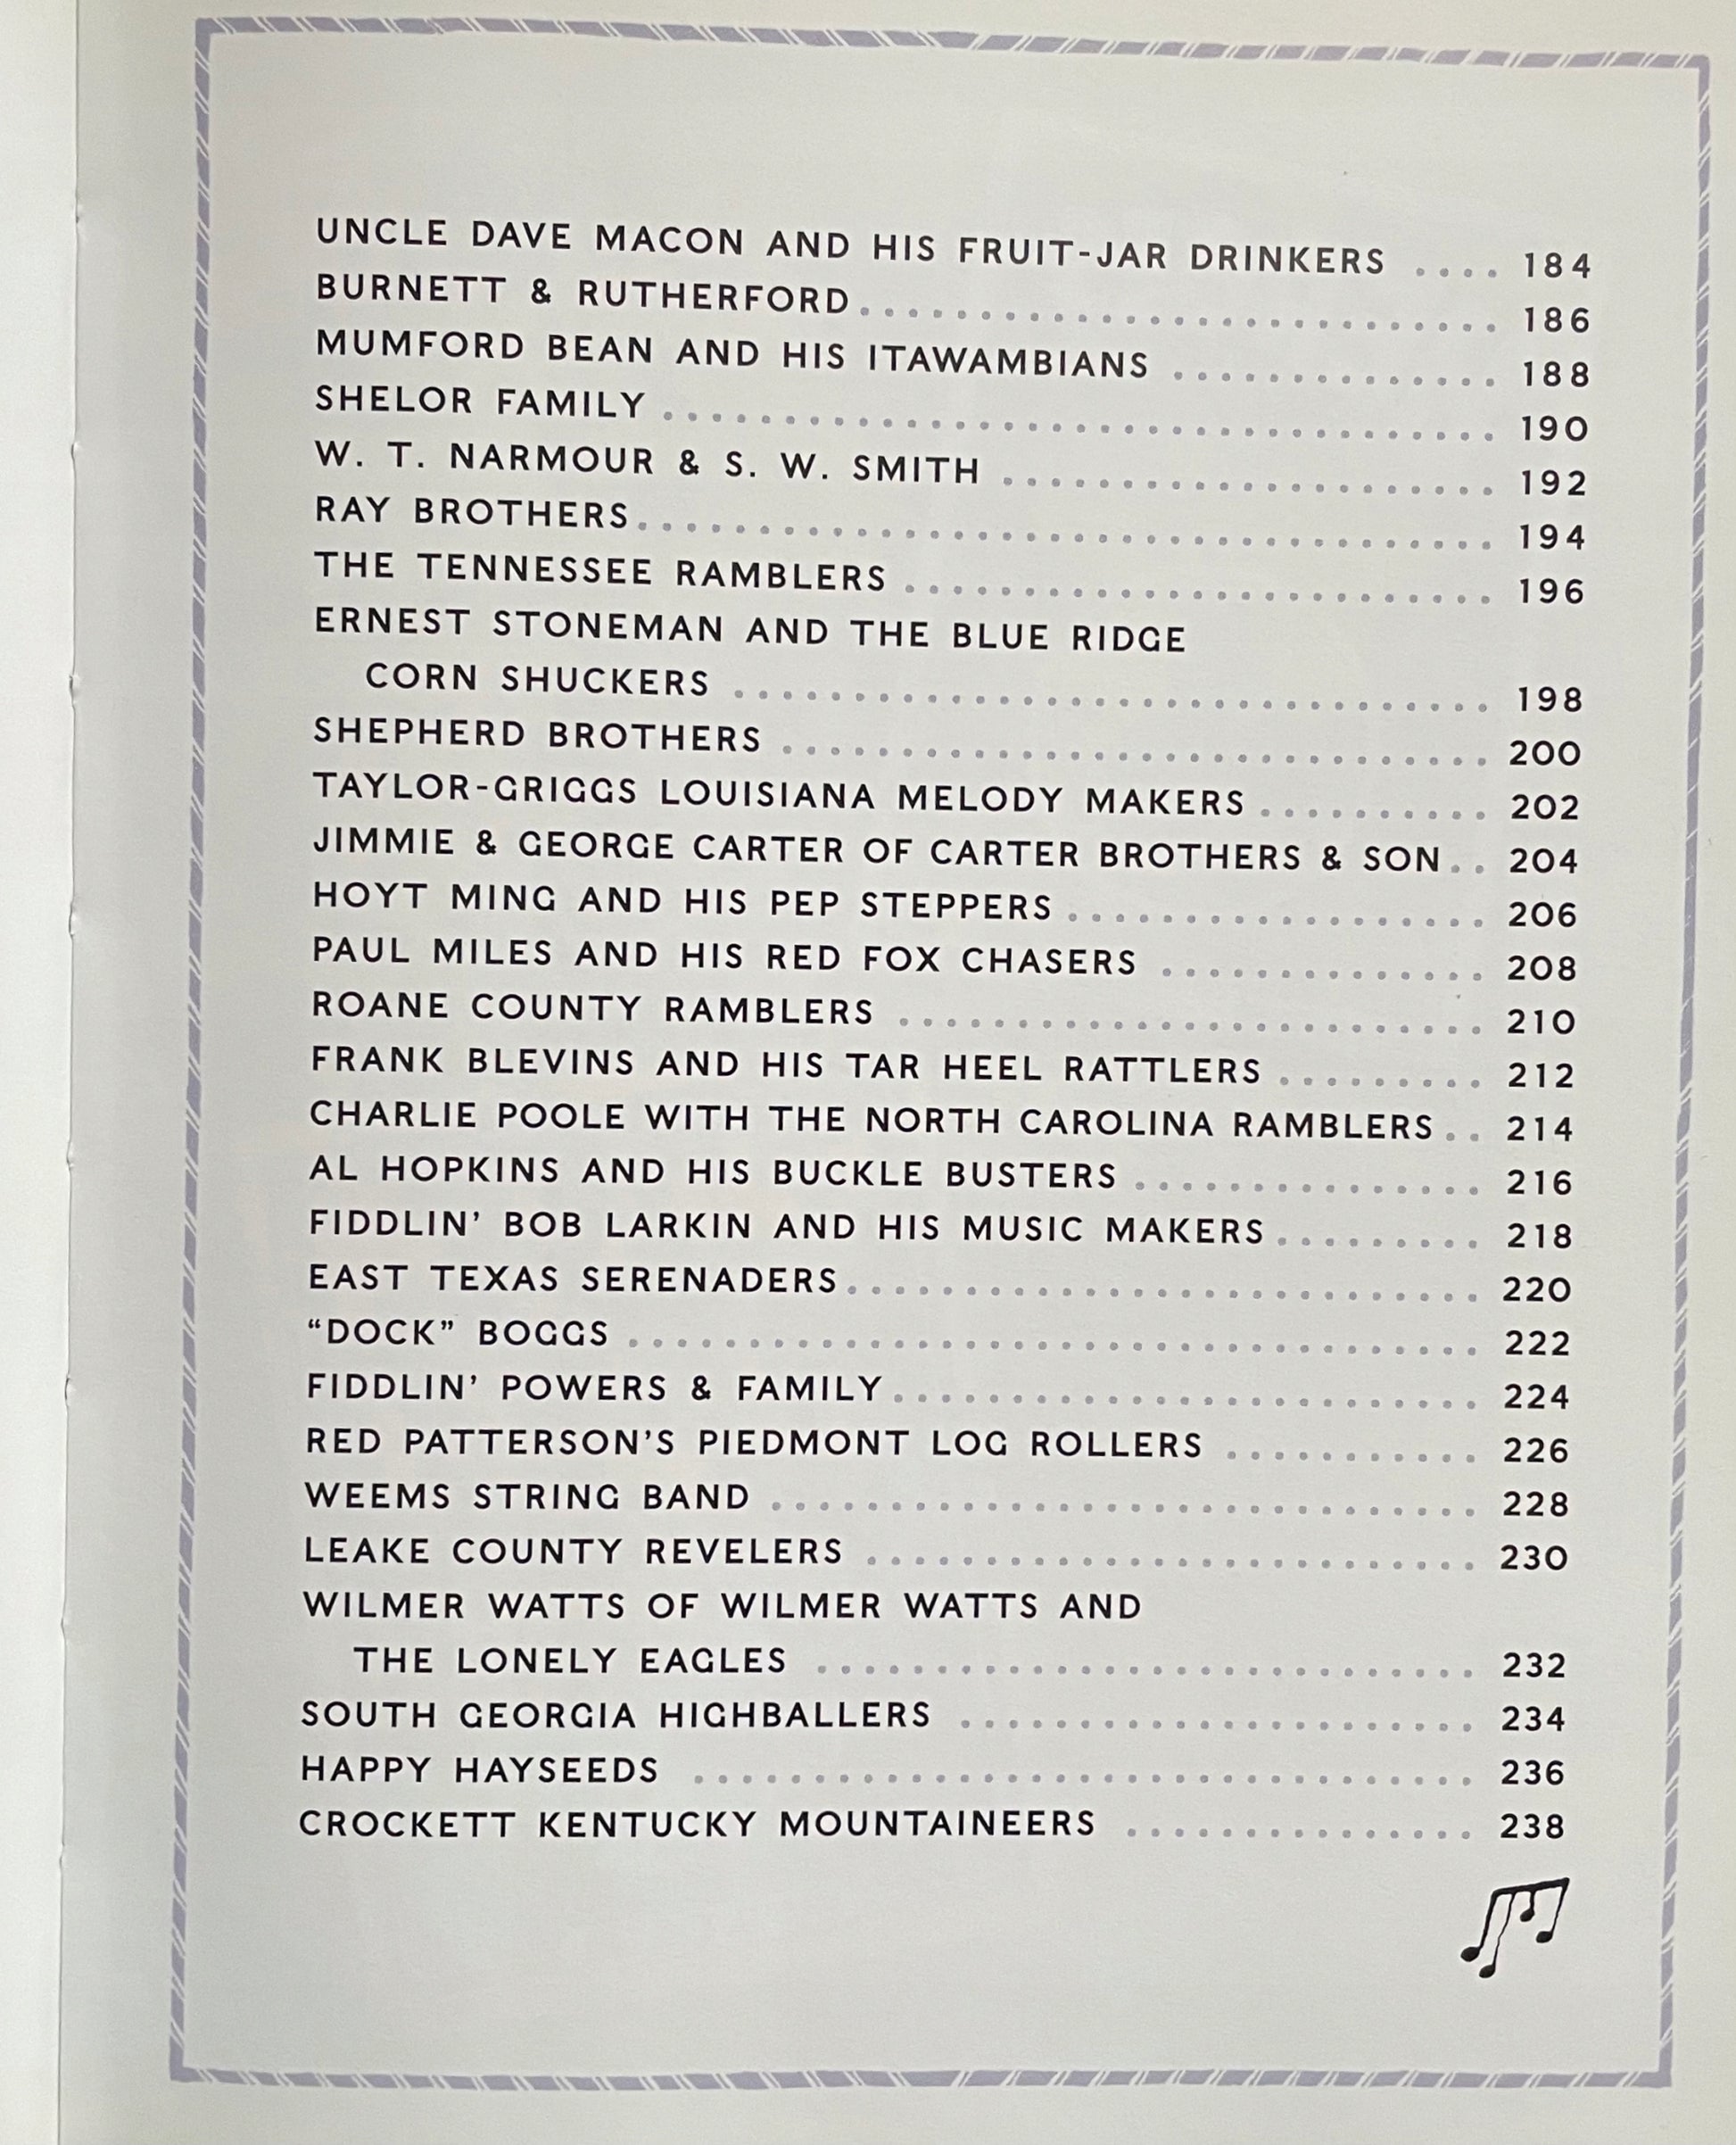 UNCLE DAVE MACON AND HIS FRUIT-JAR DRINKERS .... 184
BURNETT & RUTHERFORD........................... 186
MUMFORD BEAN AND HIS ITAWAMBIANS .............. 188
SHELOR FAMILY ................................... 190
W. T. NARMOUR & S. W. SMITH ..................... 192
RAY BROTHERS.................................... 194
THE TENNESSEE RAMBLERS ......................... 196
ERNEST STONEMAN AND THE BLUE RIDGE
CORN SHUCKERS ................................ 198
SHEPHERD BROTHERS .............................. 200
TAYLOR-GRIGGS LOUISIANA MELODY MAKERS.......... 202
JIMMIE & GEORGE CARTER OF CARTER BROTHERS & SON.. 204
HOYT MING AND HIS PEP STEPPERS.................. 206
PAUL MILES AND HIS RED FOX CHASERS .............. 208
ROANE COUNTY RAMBLERS ......................... 210
FRANK BLEVINS AND HIS TAR HEEL RATTLERS ......... 212
CHARLIE POOLE WITH THE NORTH CAROLINA RAMBLERS.. 214
AL HOPKINS AND HIS BUCKLE BUSTERS ............... 216
FIDDLIN’ BOB LARKIN AND HIS MUSIC MAKERS......... 218
EAST TEXAS SERENADERS........................... 220
“DOCK” BOGGS .................................... 222
FIDDLIN’ POWERS & FAMILY......................... 224
RED PATTERSON’S PIEDMONT LOG ROLLERS ........... 226
WEEMS STRING BAND .............................. 228
LEAKE COUNTY REVELERS .......................... 230
WILMER WATTS OF WILMER WATTS AND
THE LONELY EAGLES ............................ 232
SOUTH GEORGIA HIGHBALLERS ...................... 234
HAPPY HAYSEEDS ................................. 236
CROCKETT KENTUCKY MOUNTAINEERS ............... 238